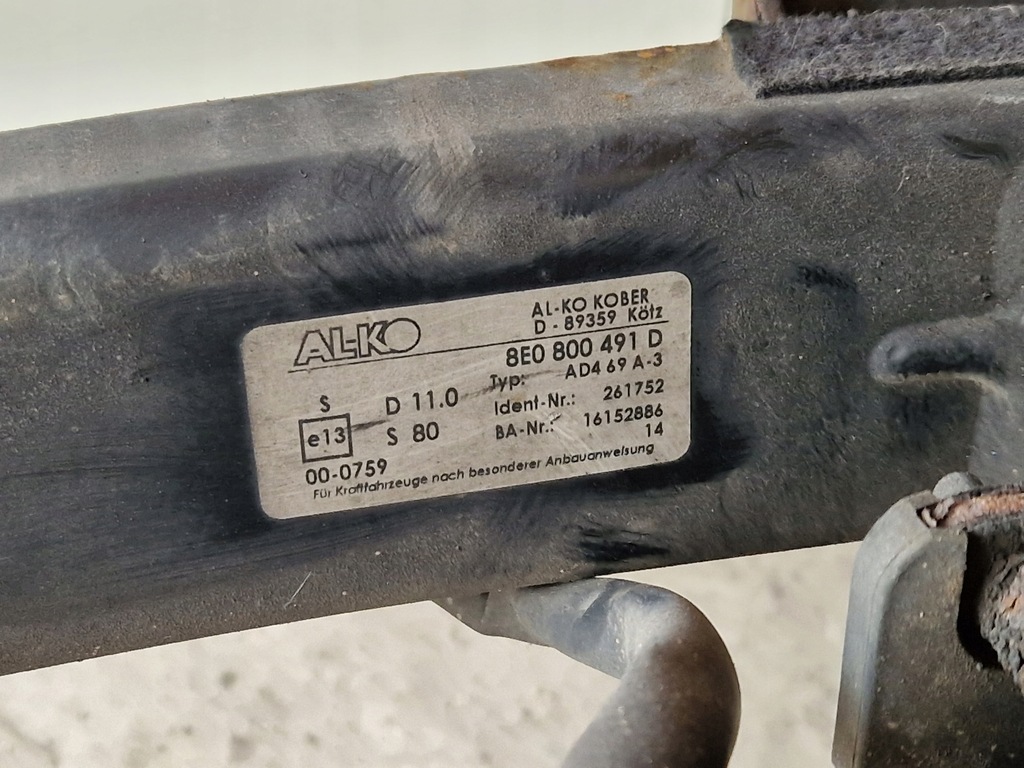 AL-KO
AL-KO KOBER
D - 89359 Kötz
8E0 800 491 D
Typ: AD4 69 A-3
S D 11.0
Ident-Nr.: 261752
e13 S 80
BA-Nr.: 16152886
14
00-0759
Für Kraftfahrzeuge nach besonderer Anbauanweisung